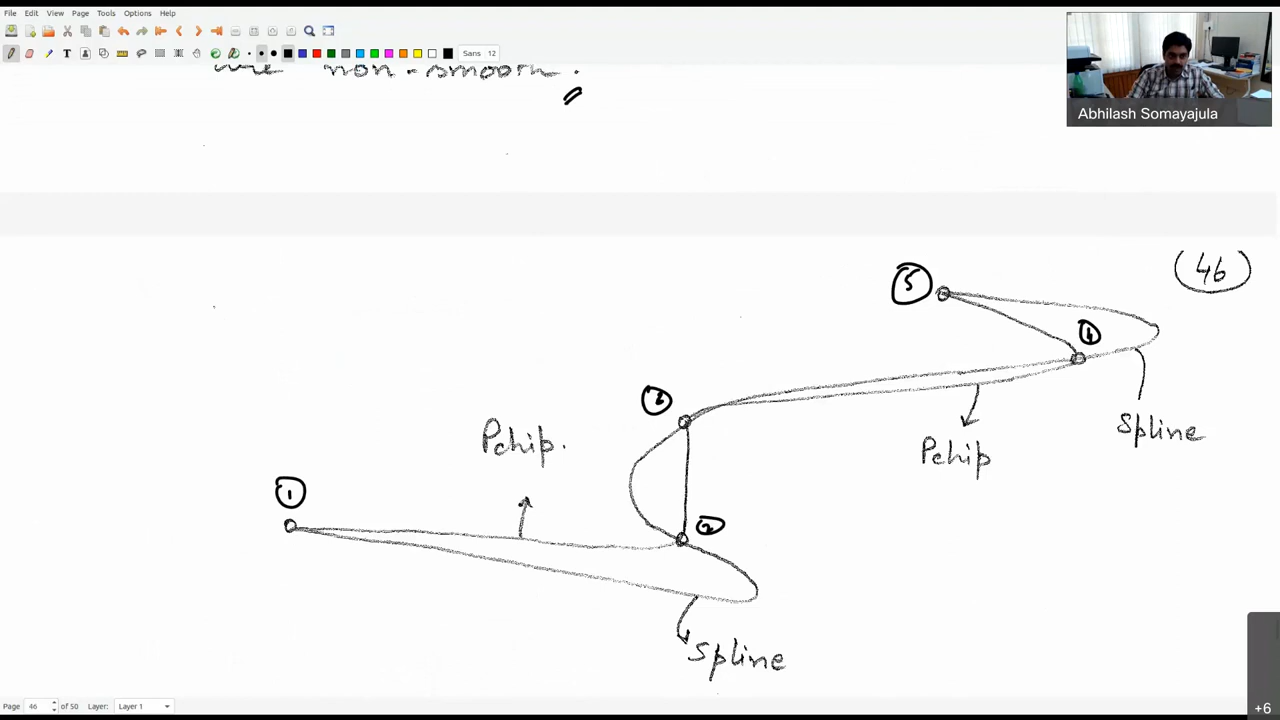 File Edit View Page Tools Options Help
Sans 12
are non-smooth.
Abhilash Somayajula
46
5
4
3
Spline
Pchip.
Pchip
1
2
Spline
Page 46 of 50 Layer: Layer 1
+6